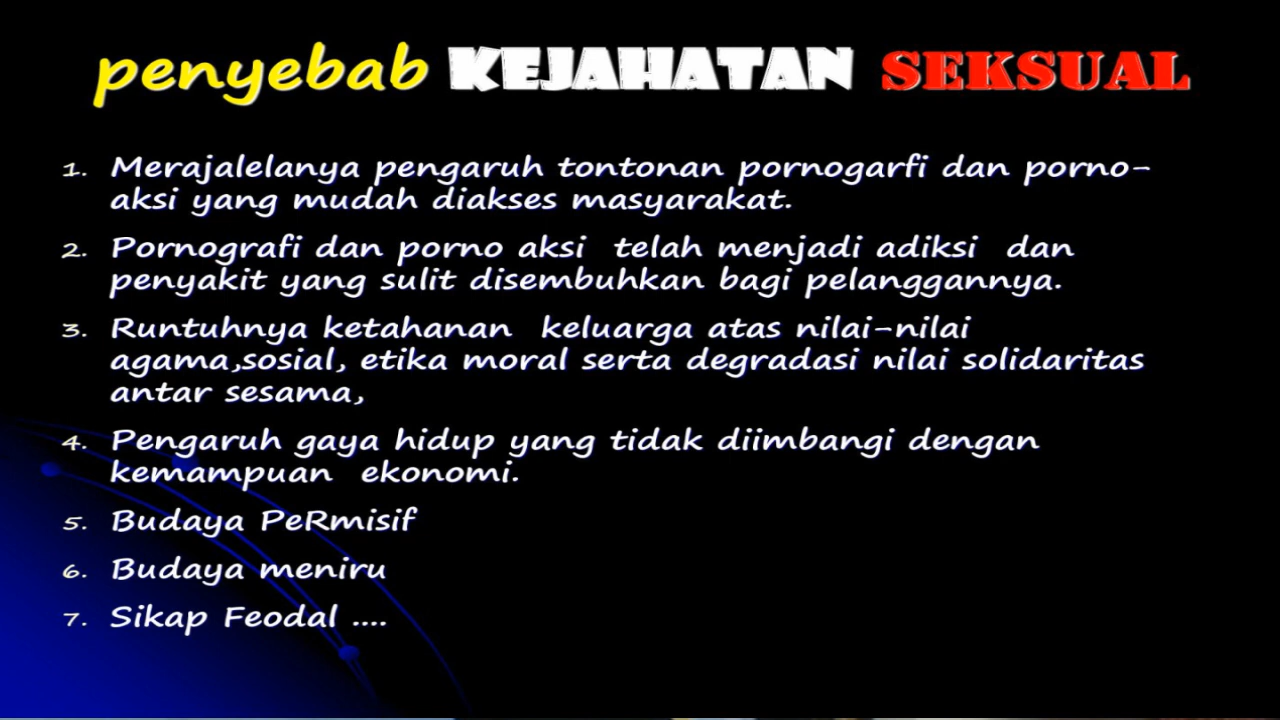 penyebab KEJAHATAN SEKSUAL
1. Merajalelanya pengaruh tontonan pornogarfi dan porno-
aksi yang mudah diakses masyarakat.
2. Pornografi dan porno aksi telah menjadi adiksi dan
penyakit yang sulit disembuhkan bagi pelanggannya.
3. Runtuhnya ketahanan keluarga atas nilai-nilai
agama,sosial, etika moral serta degradasi nilai solidaritas
antar sesama,
4. Pengaruh gaya hidup yang tidak diimbangi dengan
kemampuan ekonomi.
5. Budaya PeRmisif
6. Budaya meniru
7. Sikap Feodal ....